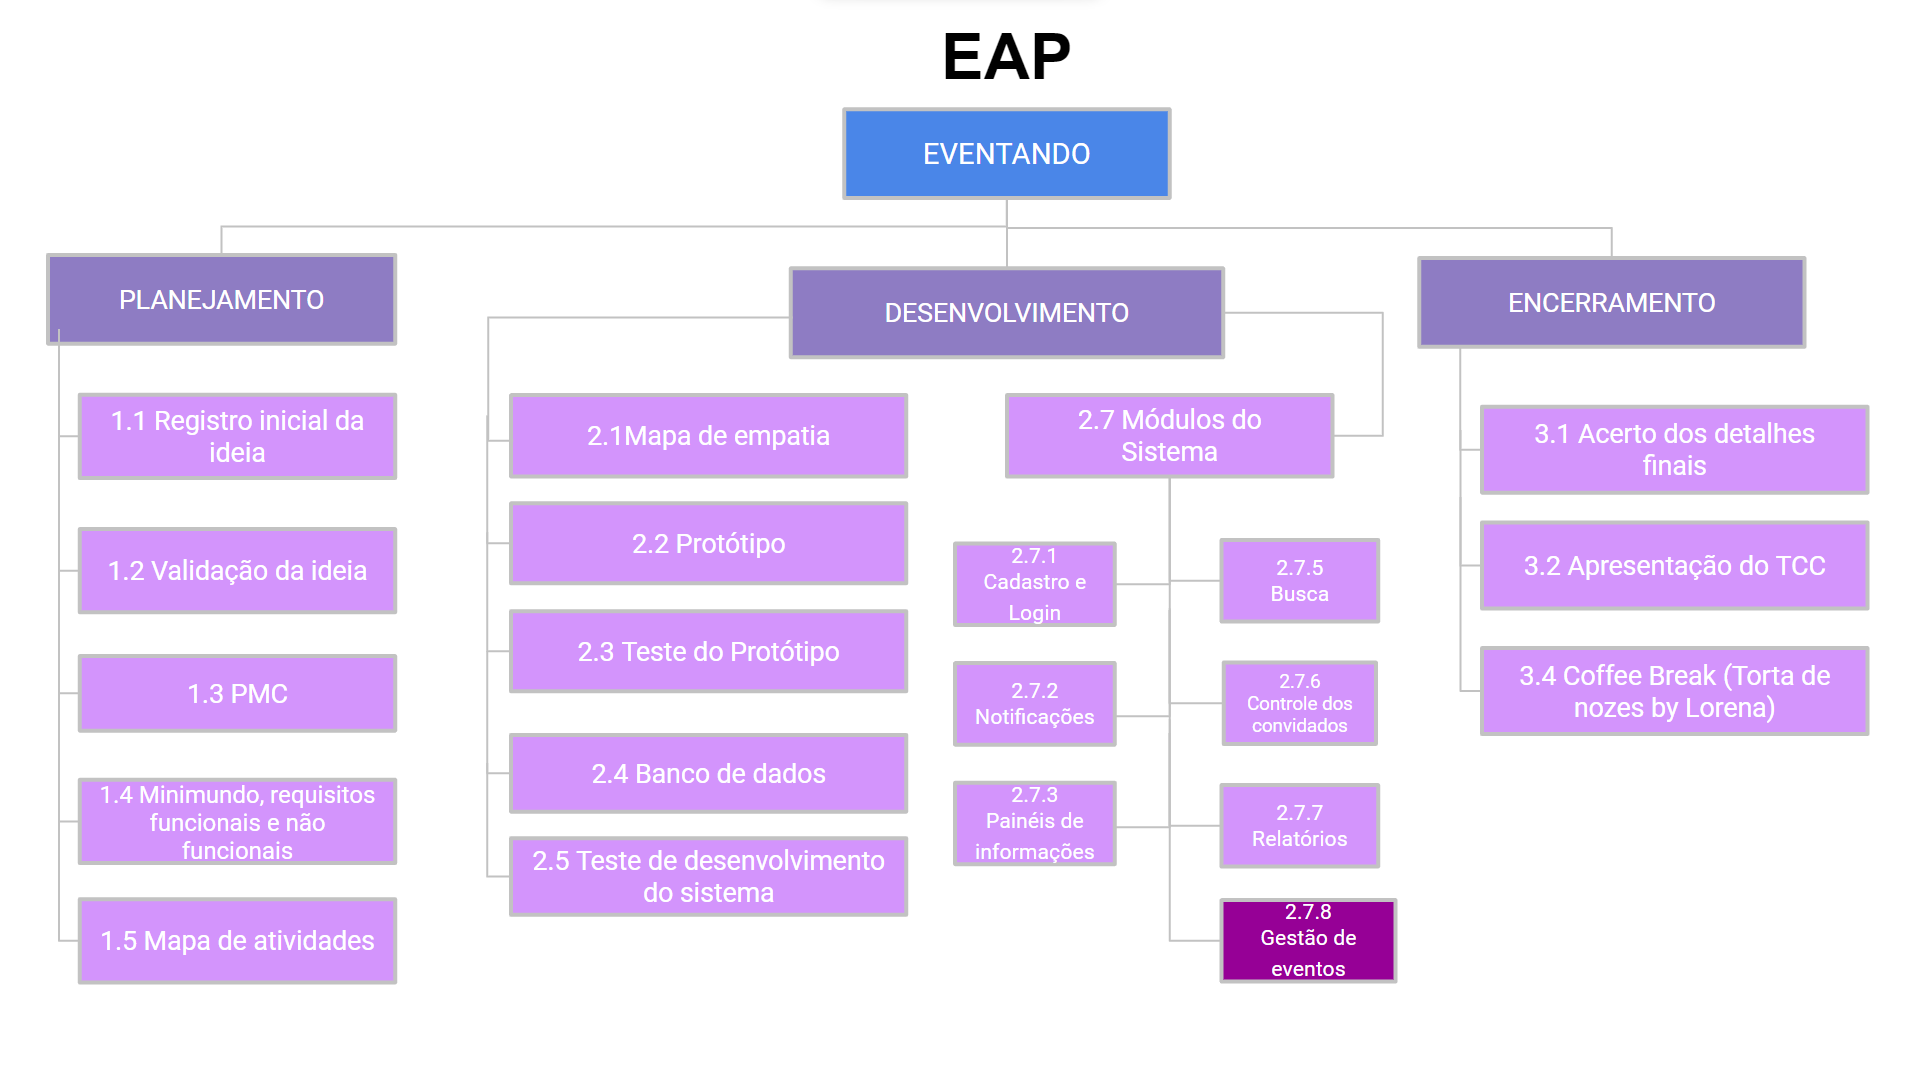 EAP
EVENTANDO
PLANEJAMENTO
1.1 Registro inicial da
ideia
1.2 Validação da ideia
1.3 PMC
1.4 Minimundo, requisitos
funcionais e não
funcionais
1.5 Mapa de atividades
DESENVOLVIMENTO
2.1Mapa de empatia
2.2 Protótipo
2.3 Teste do Protótipo
2.4 Banco de dados
2.5 Teste de desenvolvimento
do sistema
2.7 Módulos do
Sistema
2.7.1
Cadastro e
Login
2.7.2
Notificações
2.7.3
Painéis de
informações
2.7.5
Busca
2.7.6
Controle dos
convidados
2.7.7
Relatórios
2.7.8
Gestão de
eventos
ENCERRAMENTO
3.1 Acerto dos detalhes
finais
3.2 Apresentação do TCC
3.4 Coffee Break (Torta de
nozes by Lorena)